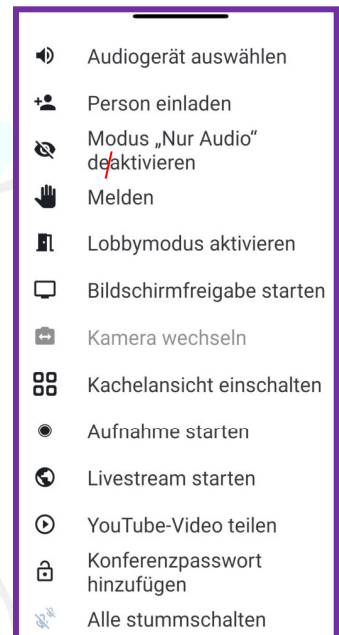 Audiogerät auswählen
Person einladen
Modus „Nur Audio“
deaktivieren
Melden
Lobbymodus aktivieren
Bildschirmfreigabe starten
Kamera wechseln
Kachelansicht einschalten
Aufnahme starten
Livestream starten
YouTube-Video teilen
Konferenzpasswort
hinzufügen
Alle stummschalten